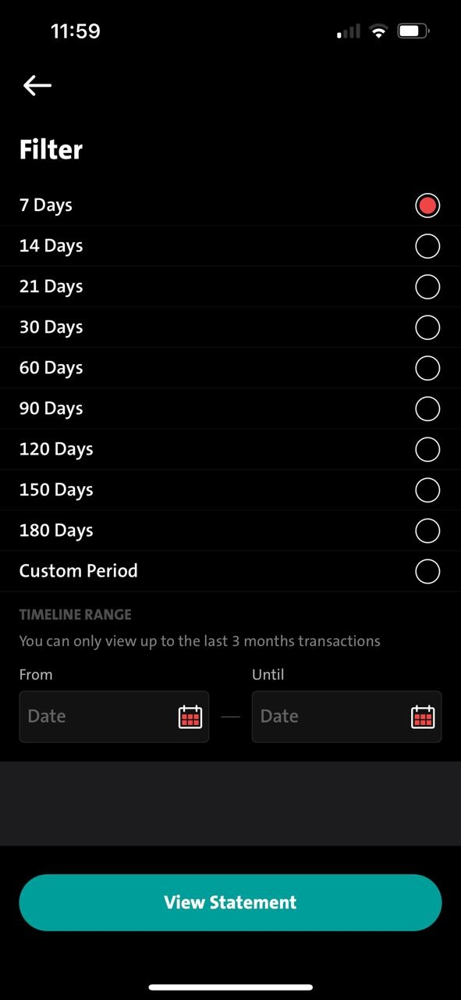 11:59
Filter
7 Days
14 Days
21 Days
30 Days
60 Days
90 Days
120 Days
150 Days
180 Days
Custom Period
TIMELINE RANGE
You can only view up to the last 3 months transactions
From Until
Date Date
View Statement